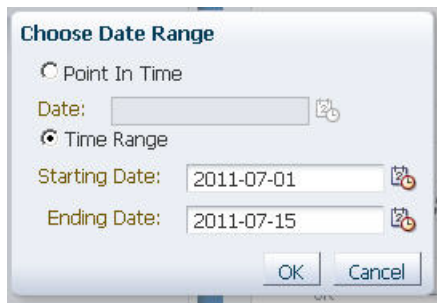 Choose Date Range
Point In Time
Date:
Time Range
Starting Date: 2011-07-01
Ending Date: 2011-07-15
OK Cancel